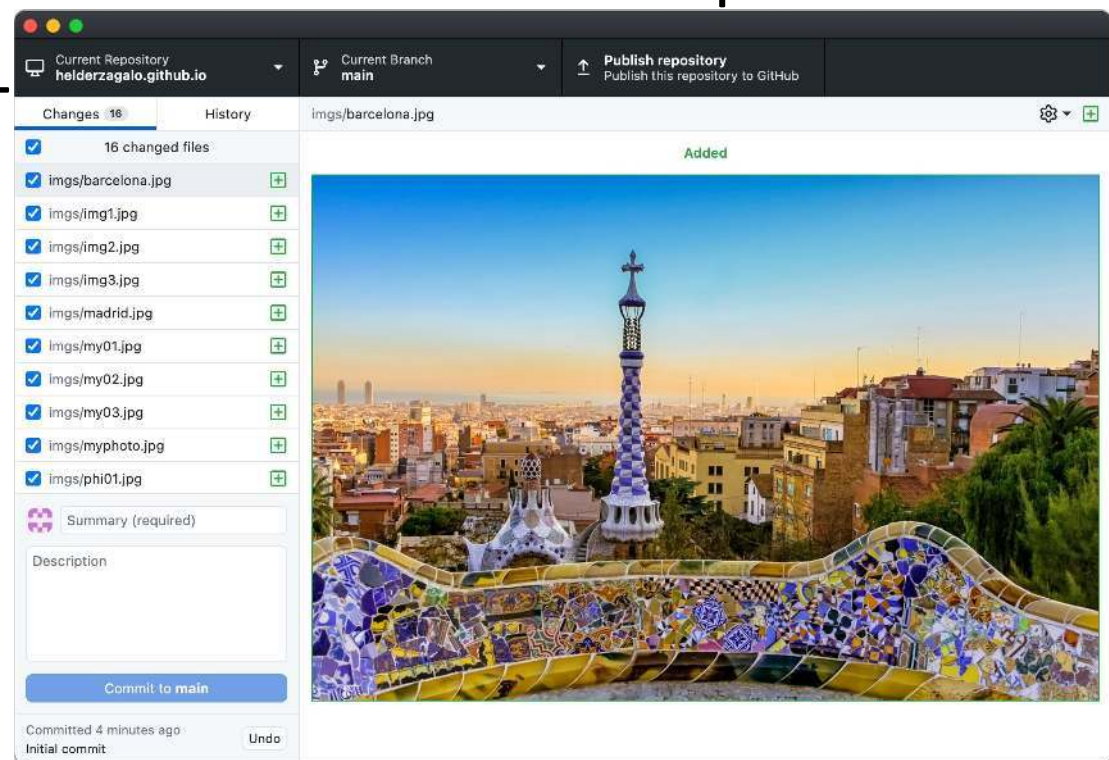 Current Repository
helderzagalo.github.io
Current Branch
main
Publish repository
Publish this repository to GitHub
Changes 16
History
imgs/barcelona.jpg
16 changed files
Added
imgs/barcelona.jpg
imgs/img1.jpg
imgs/img2.jpg
imgs/img3.jpg
imgs/madrid.jpg
imgs/my01.jpg
imgs/my02.jpg
imgs/my03.jpg
imgs/myphoto.jpg
imgs/phi01.jpg
Summary (required)
Description
Commit to main
Committed 4 minutes ago
Initial commit
Undo